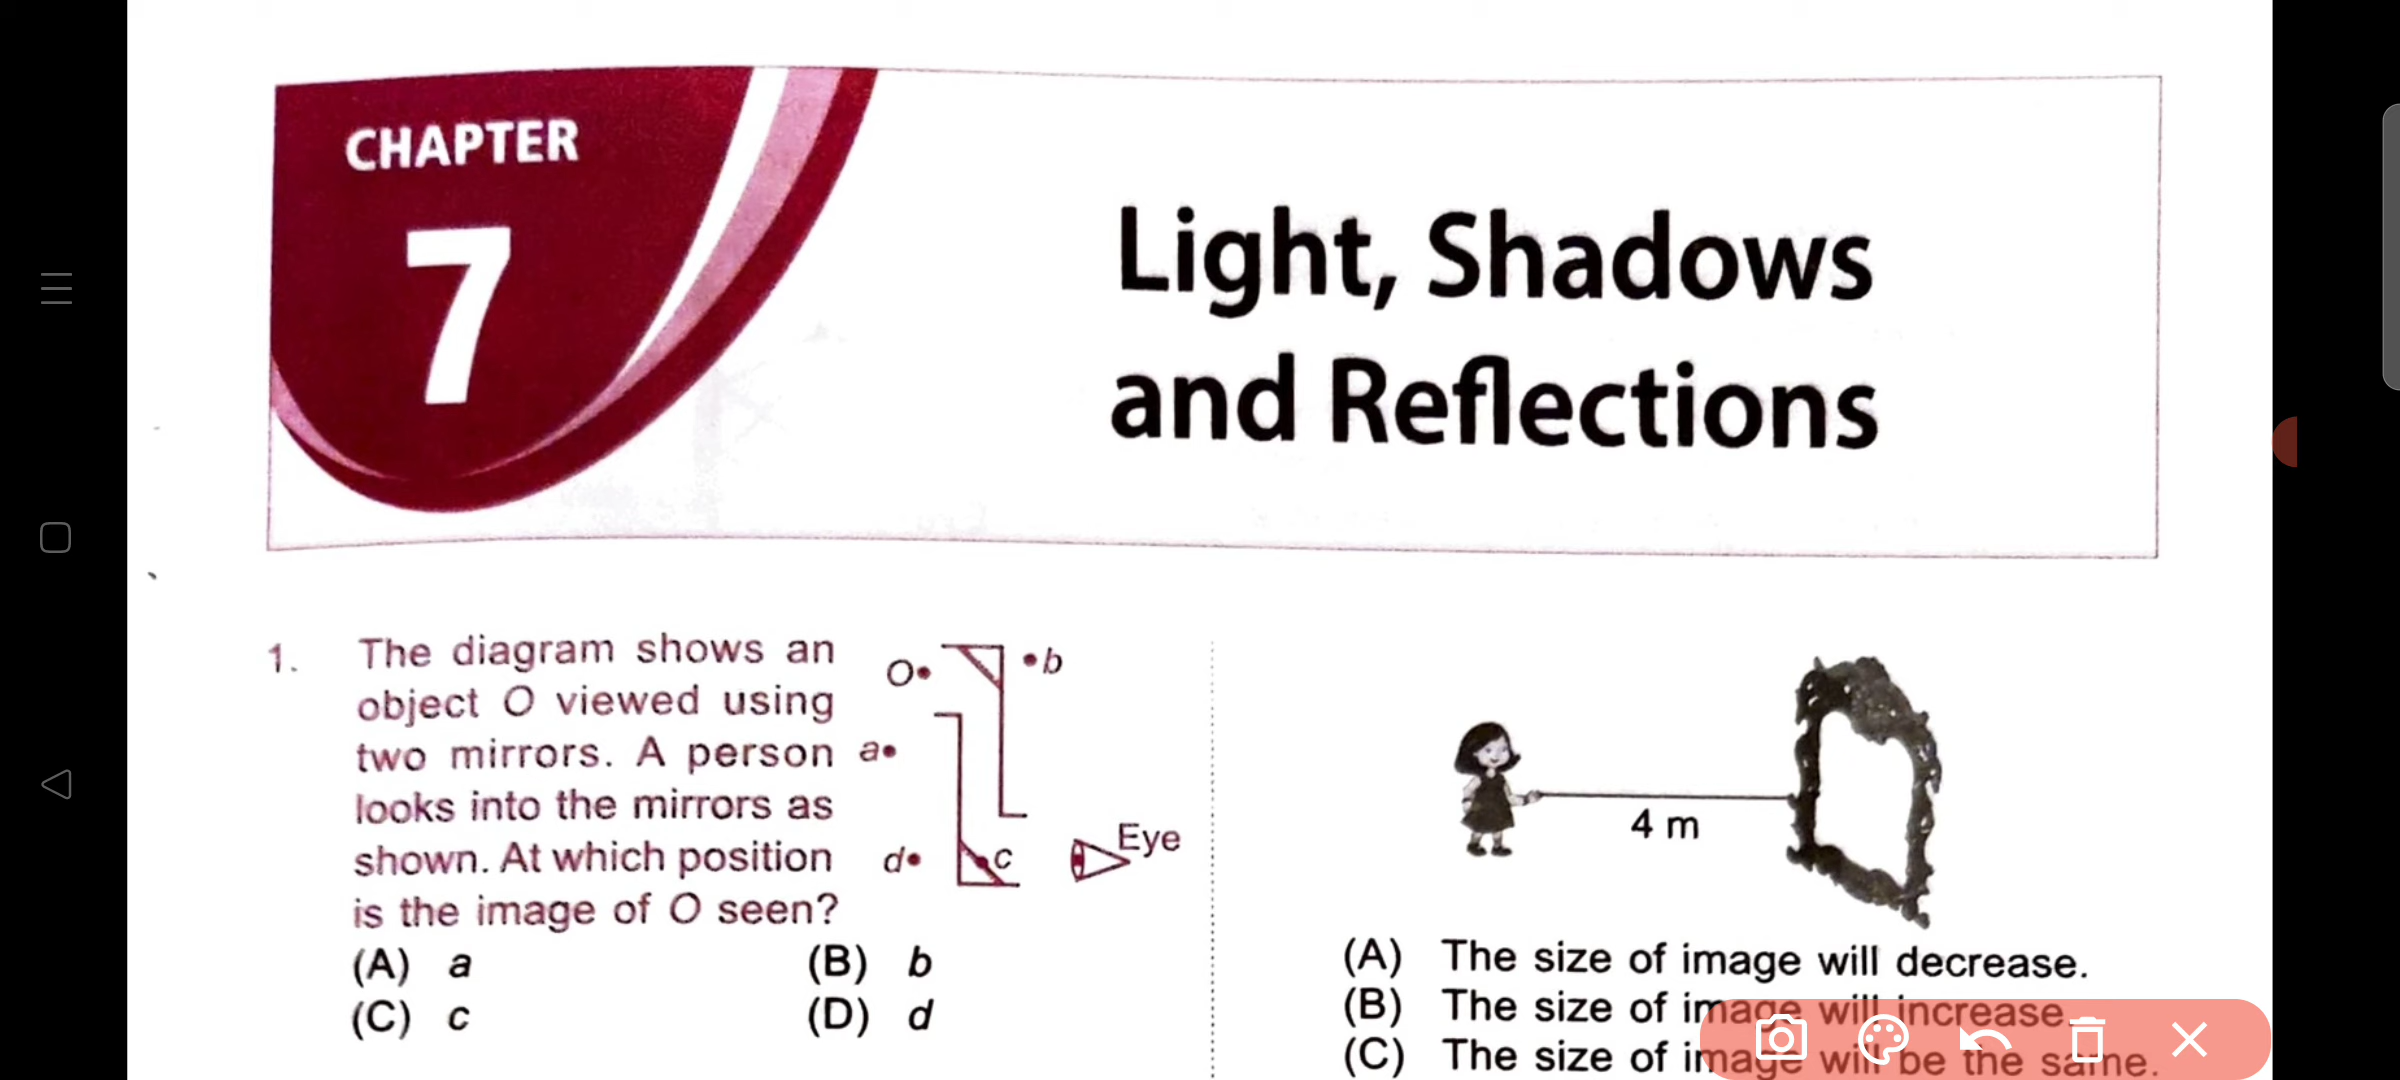 CHAPTER
7
Light, Shadows
and Reflections
1. The diagram shows an
object O viewed using
two mirrors. A person
looks into the mirrors as
shown. At which position
is the image of O seen?
O
b
a
d
c
Eye
(A) a (B) b
(C) c (D) d
4 m
(A) The size of image will decrease.
(B) The size of image will increase.
(C) The size of image will be the same.